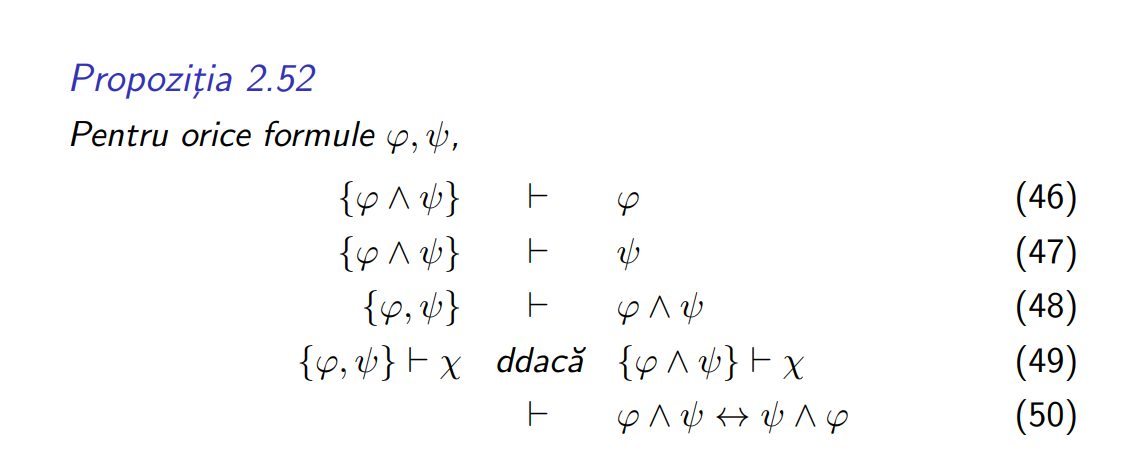 Propoziția 2.52
Pentru orice formule φ, ψ,
{φ ∧ ψ} ⊢ φ (46)
{φ ∧ ψ} ⊢ ψ (47)
{φ, ψ} ⊢ φ ∧ ψ (48)
{φ, ψ} ⊢ χ ddacă {φ ∧ ψ} ⊢ χ (49)
⊢ φ ∧ ψ ↔ ψ ∧ φ (50)